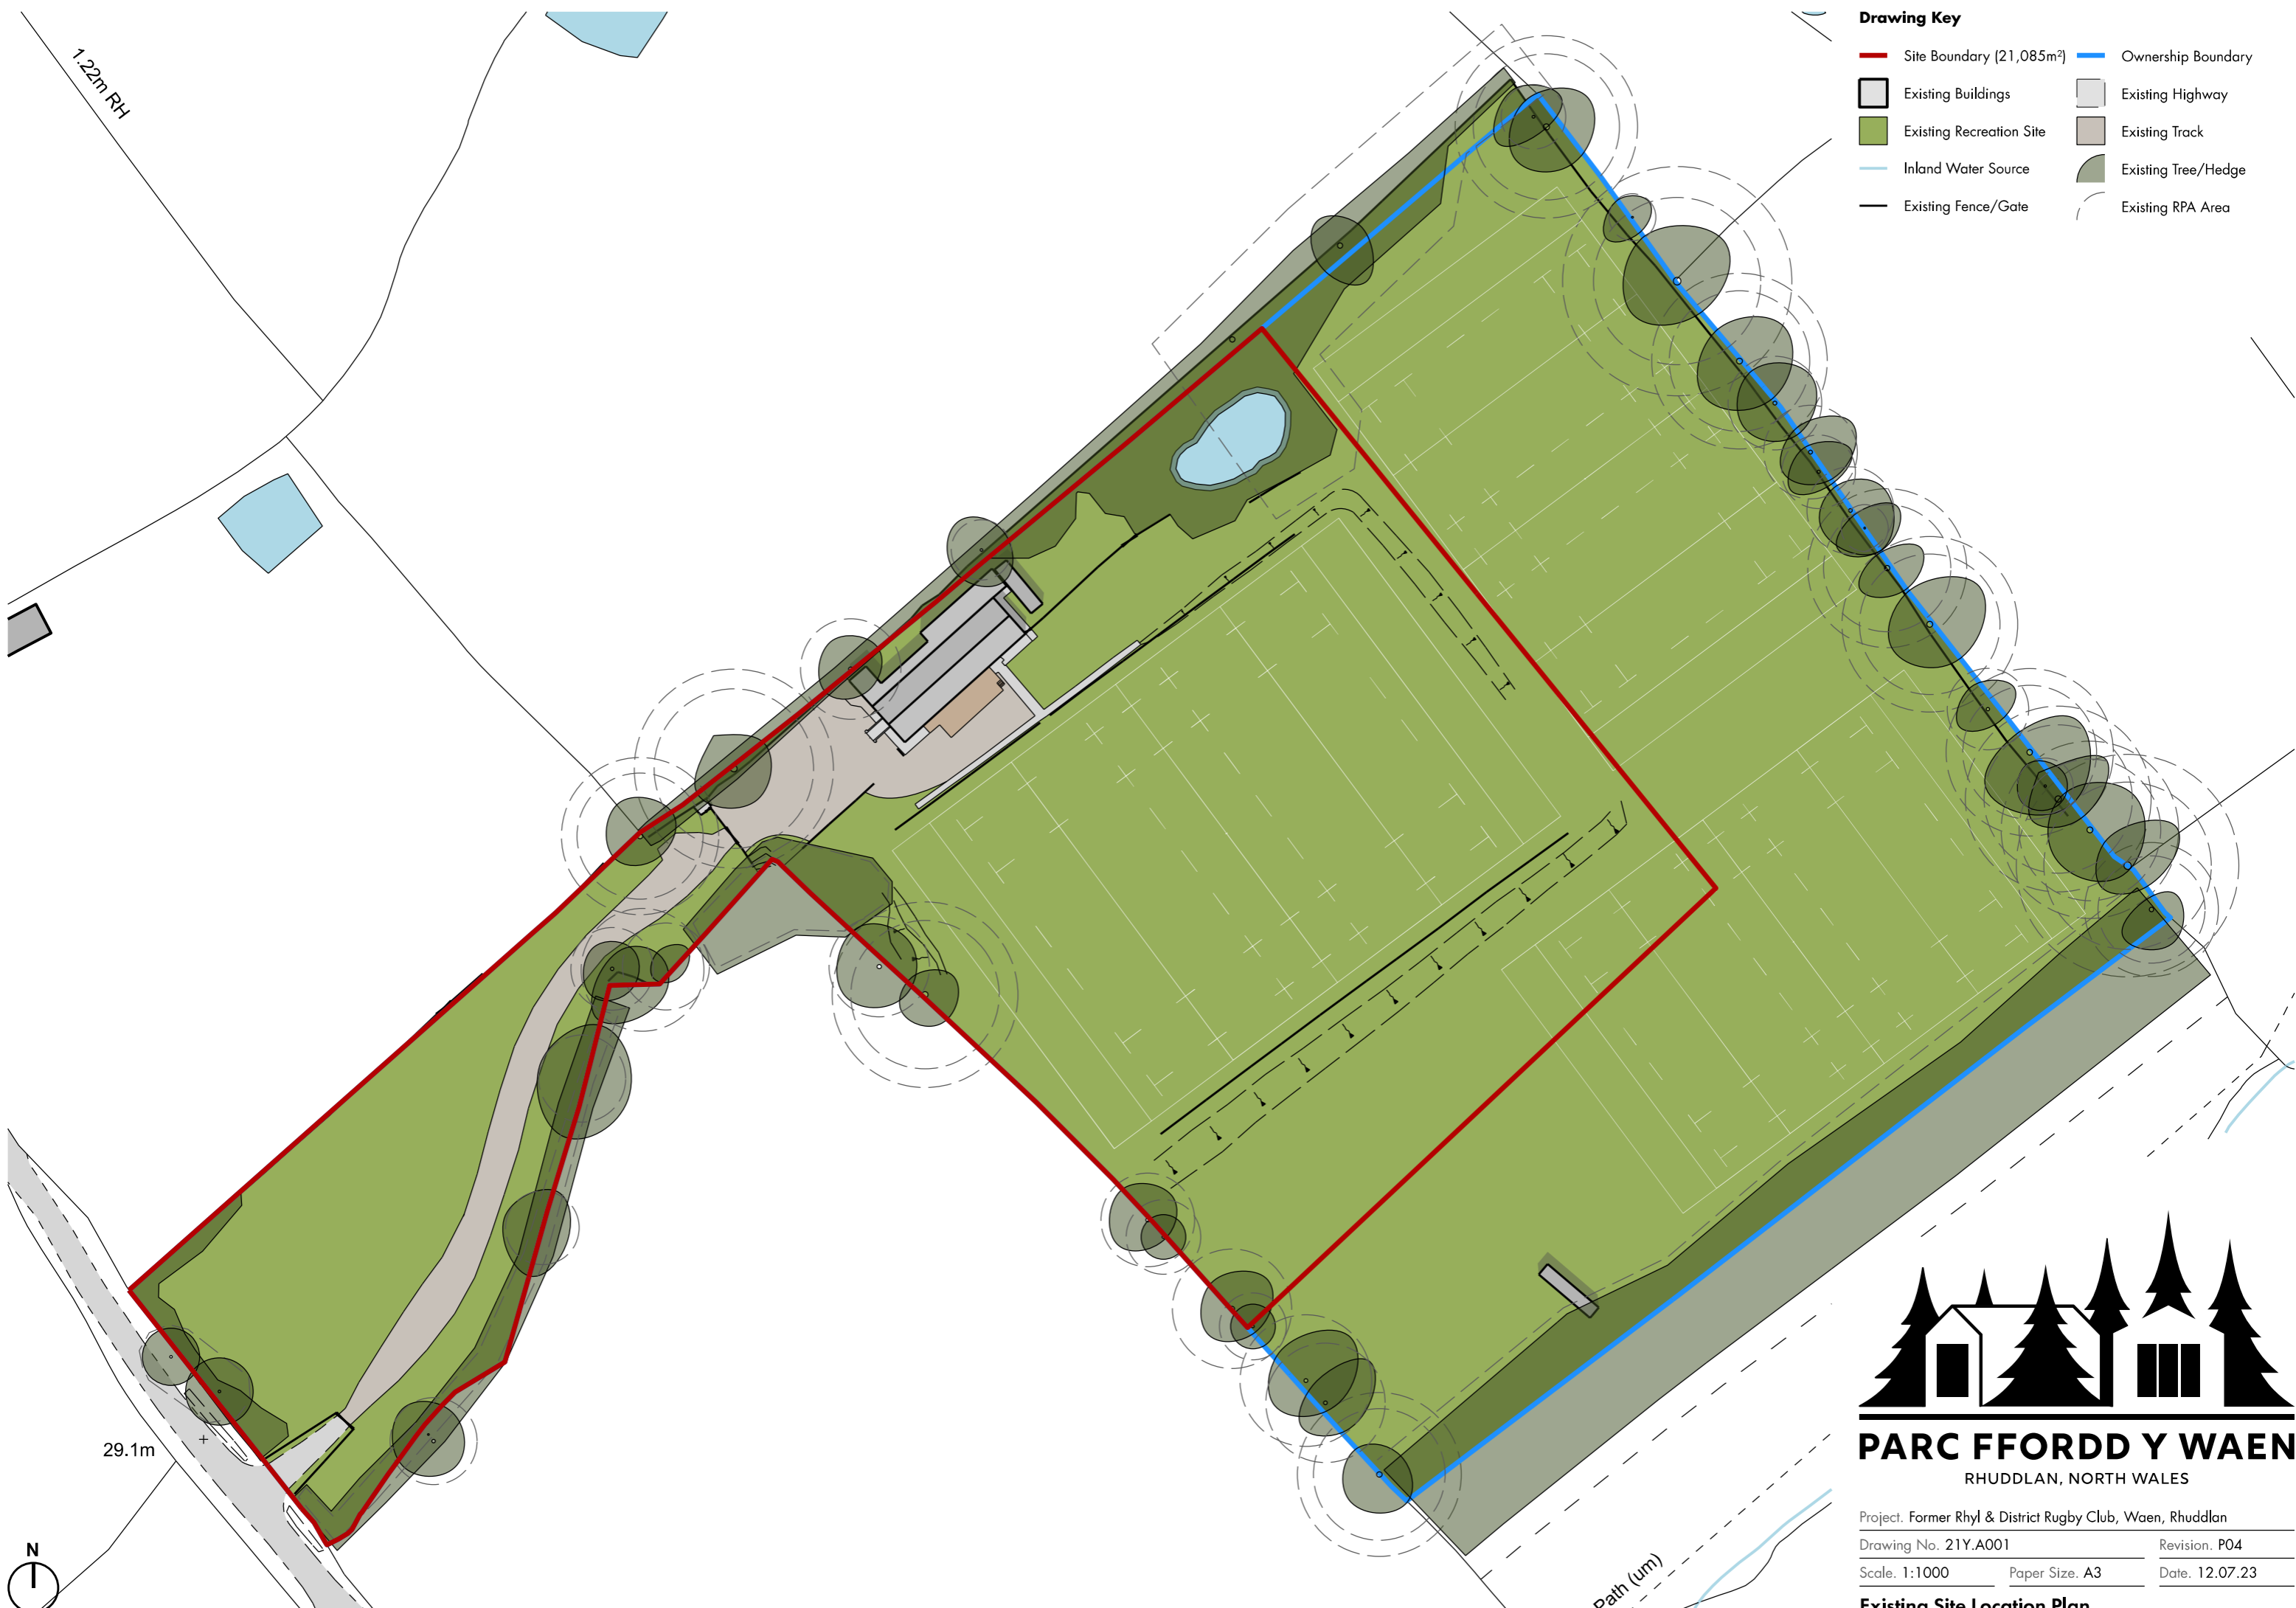 Drawing Key
Site Boundary (21,085m²)
Ownership Boundary
Existing Buildings
Existing Highway
Existing Recreation Site
Existing Track
Inland Water Source
Existing Tree/Hedge
Existing Fence/Gate
Existing RPA Area
1.22m RH
29.1m
N
Path (um)
PARC FFORDD Y WAEN
RHUDDLAN, NORTH WALES
Project. Former Rhyl & District Rugby Club, Waen, Rhuddlan
Drawing No. 21Y.A001
Revision. P04
Scale. 1:1000
Paper Size. A3
Date. 12.07.23
Existing Site Location Plan